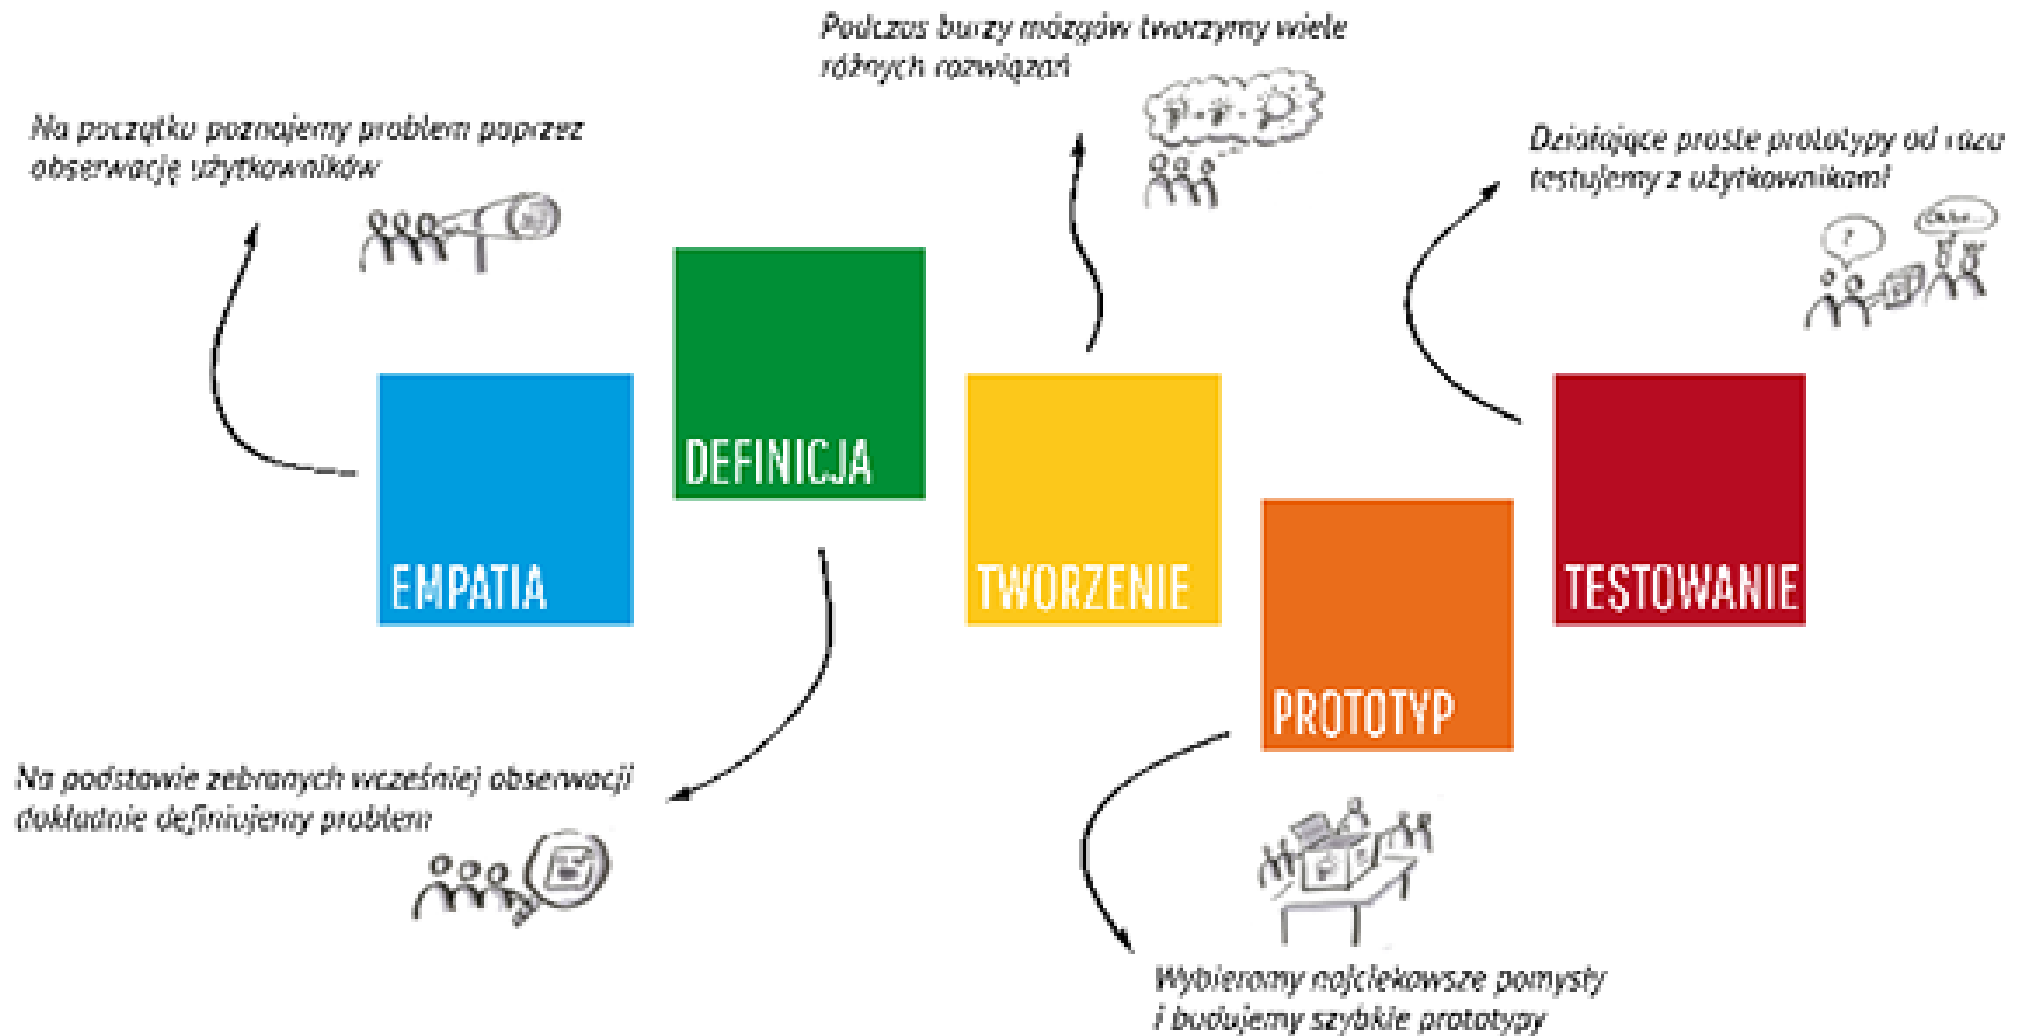 Podczas burzy mózgów tworzymy wiele
różnych rozwiązań
Na początku poznajemy problem poprzez
obserwację użytkowników
Działające proste prototypy od razu
testujemy z użytkownikami
DEFINICJA
EMPATIA
TWORZENIE
TESTOWANIE
PROTOTYP
Na podstawie zebranych wcześniej obserwacji
dokładnie definiujemy problem
?
Wybieramy najciekawsze pomysły
i budujemy szybkie prototypy